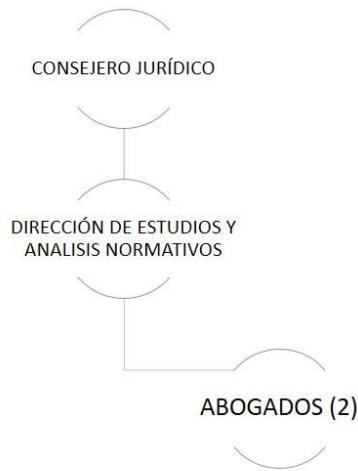 CONSEJERO JURÍDICO
DIRECCIÓN DE ESTUDIOS Y
ANALISIS NORMATIVOS
ABOGADOS (2)